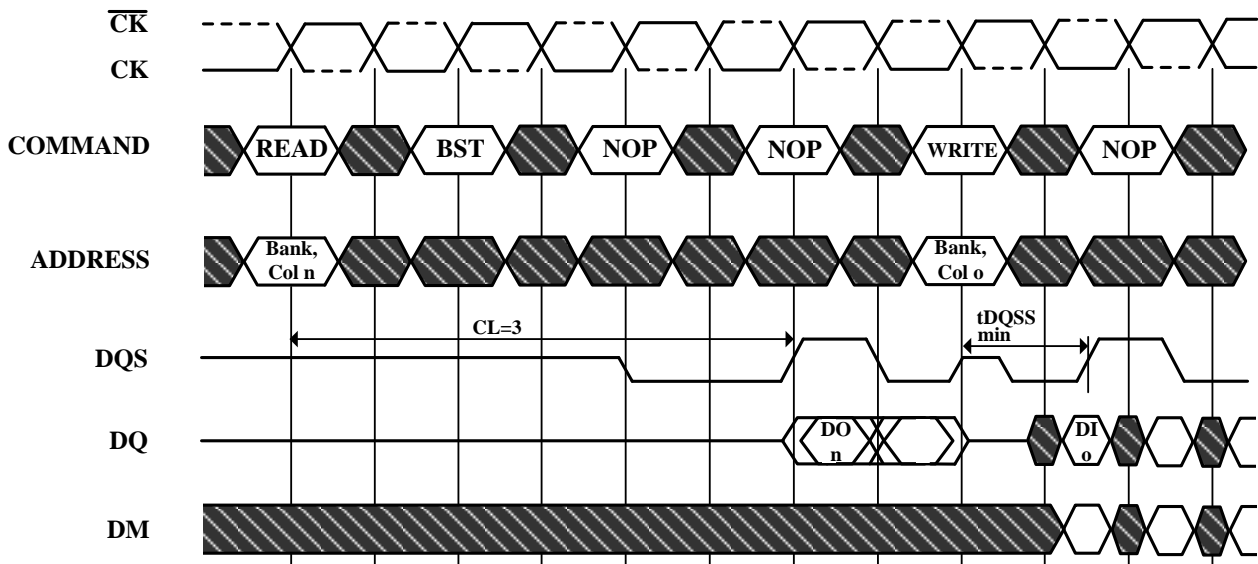 CK
CK
COMMAND
READ
BST
NOP
NOP
WRITE
NOP
ADDRESS
Bank,
Col n
Bank,
Col o
CL=3
tDQSS
min
DQS
DQ
DO
n
DI
o
DM